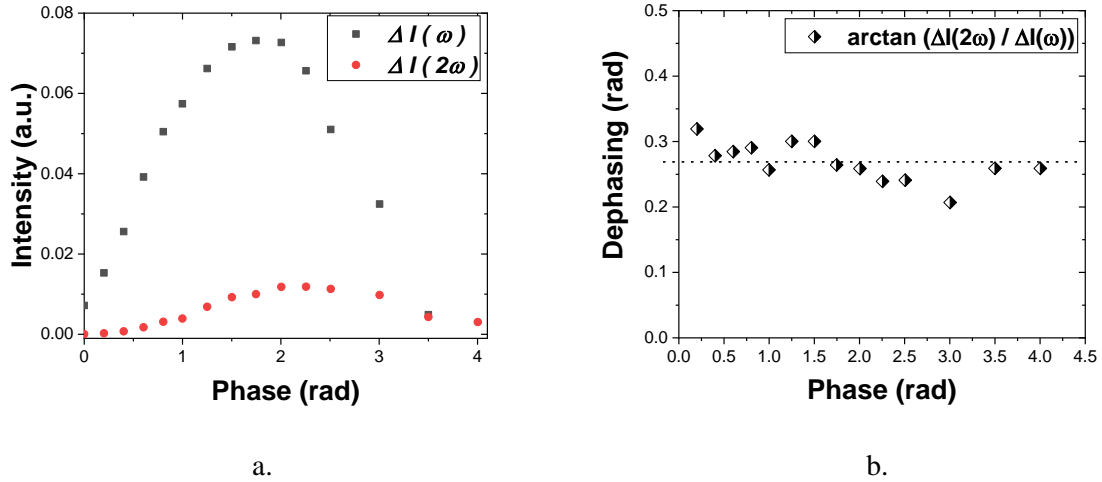 0.08
0.06
0.04
0.02
0.00
Intensity (a.u.)
Δ I ( ω )
Δ I ( 2ω )
0 1 2 3 4
Phase (rad)
a.
0.5
0.4
0.3
0.2
0.1
0.0
Dephasing (rad)
arctan (ΔI(2ω) / ΔI(ω))
0.0 0.5 1.0 1.5 2.0 2.5 3.0 3.5 4.0 4.5
Phase (rad)
b.